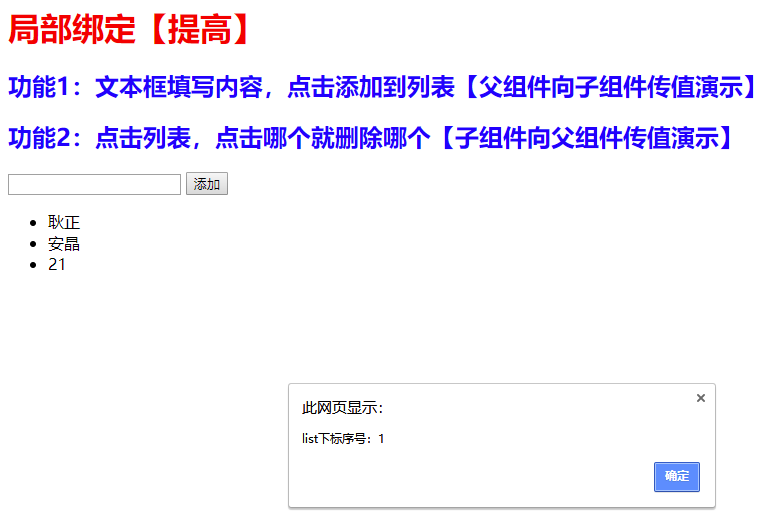 局部绑定【提高】
功能1：文本框填写内容，点击添加到列表【父组件向子组件传值演示】
功能2：点击列表，点击哪个就删除哪个【子组件向父组件传值演示】
添加
耿正
安晶
21
此网页显示：
list下标序号：1
确定